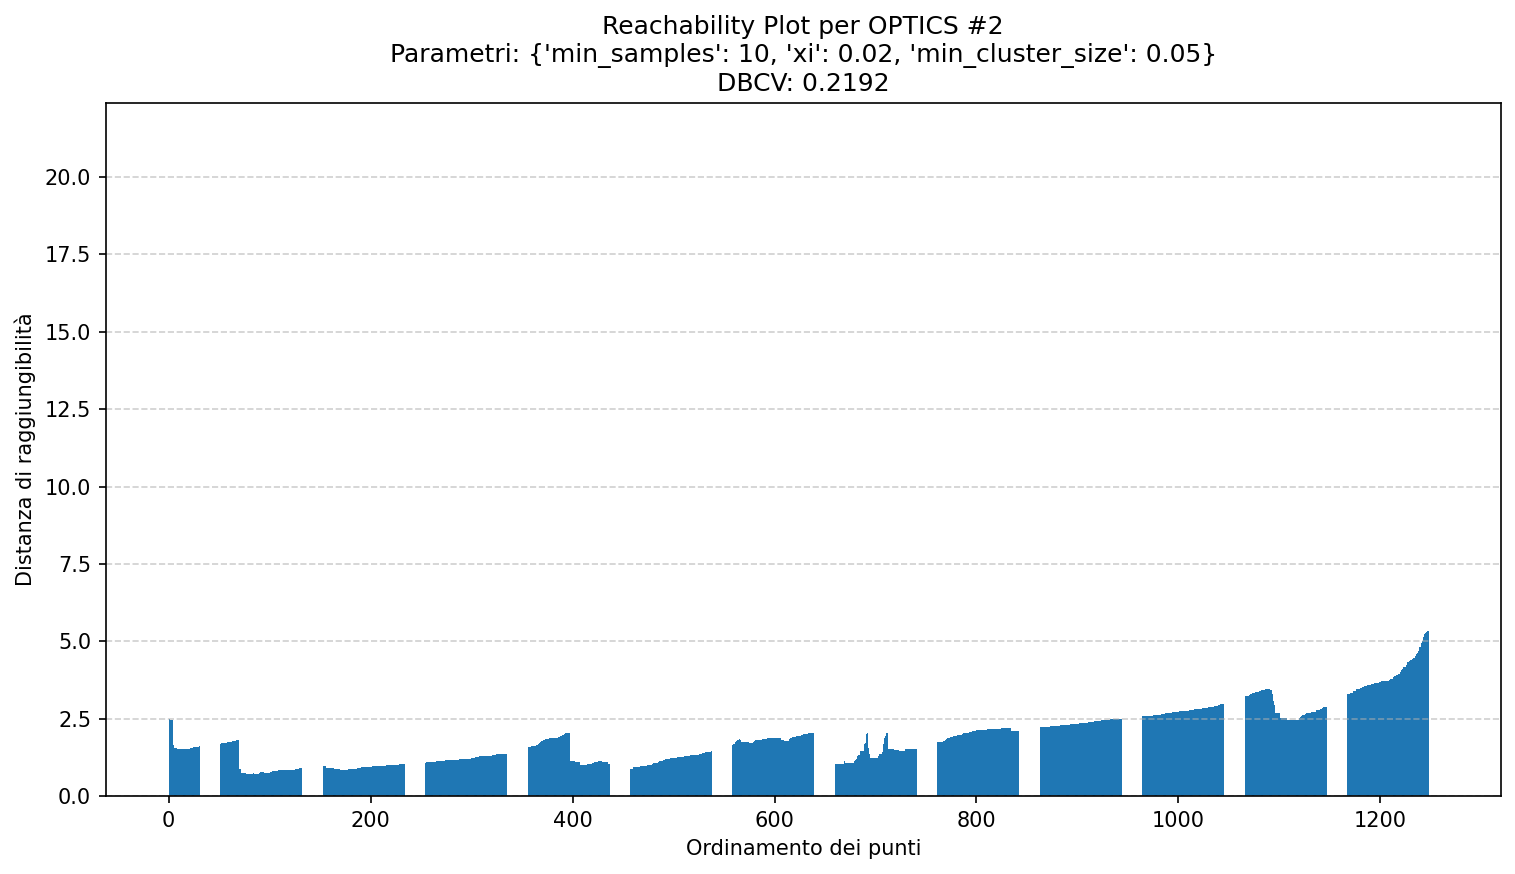 Reachability Plot per OPTICS #2
Parametri: {'min_samples': 10, 'xi': 0.02, 'min_cluster_size': 0.05}
DBCV: 0.2192
Distanza di raggiungibilità
20.0
17.5
15.0
12.5
10.0
7.5
5.0
2.5
0.0
0 200 400 600 800 1000 1200
Ordinamento dei punti